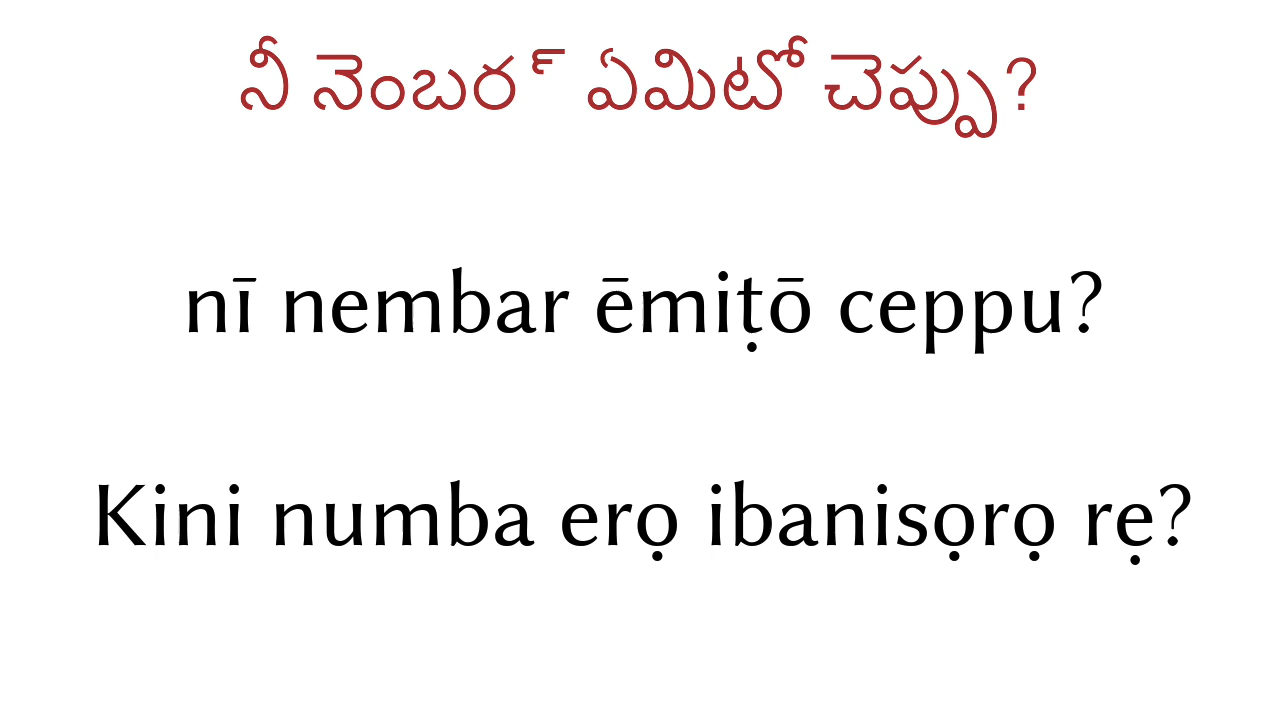 నీ నెంబర్ ఏమిటో చెప్పు?
nī nembar ēmiṭō ceppu?
Kini numba erọ ibanisọrọ rẹ?